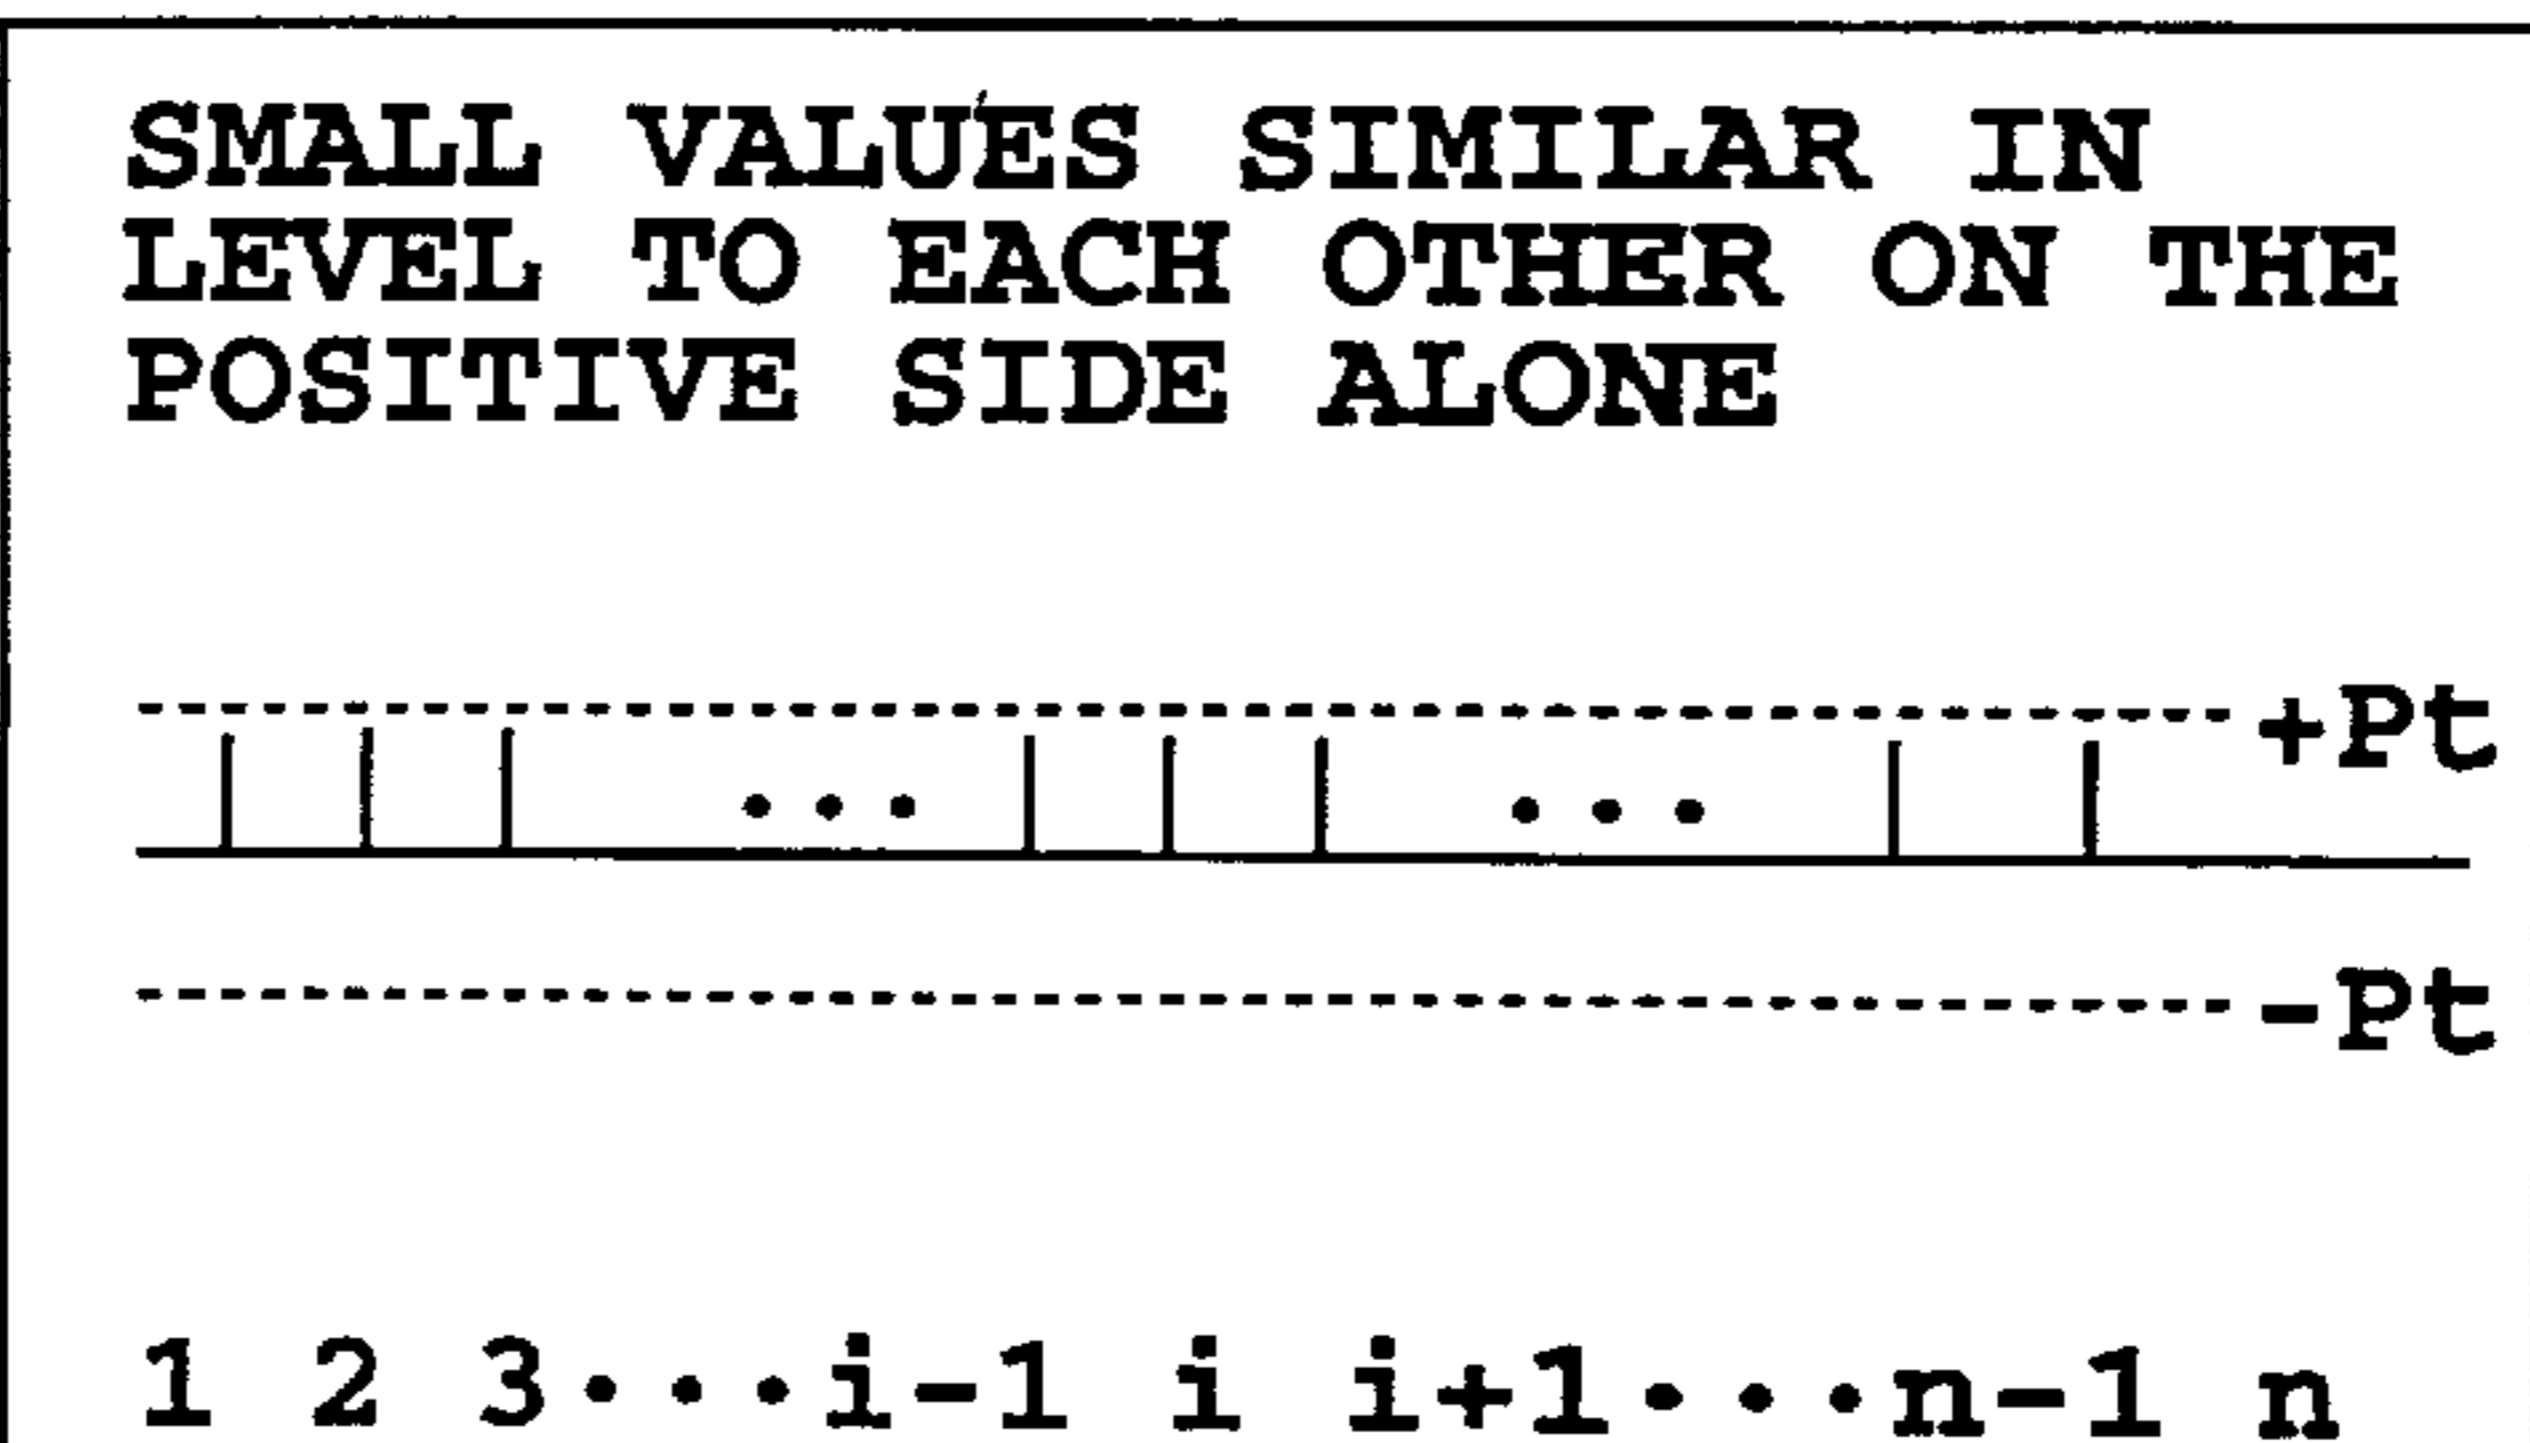 SMALL VALUES SIMILAR IN
LEVEL TO EACH OTHER ON THE
POSITIVE SIDE ALONE
+Pt
...
...
-Pt
1 2 3...i-1 i i+1...n-1 n